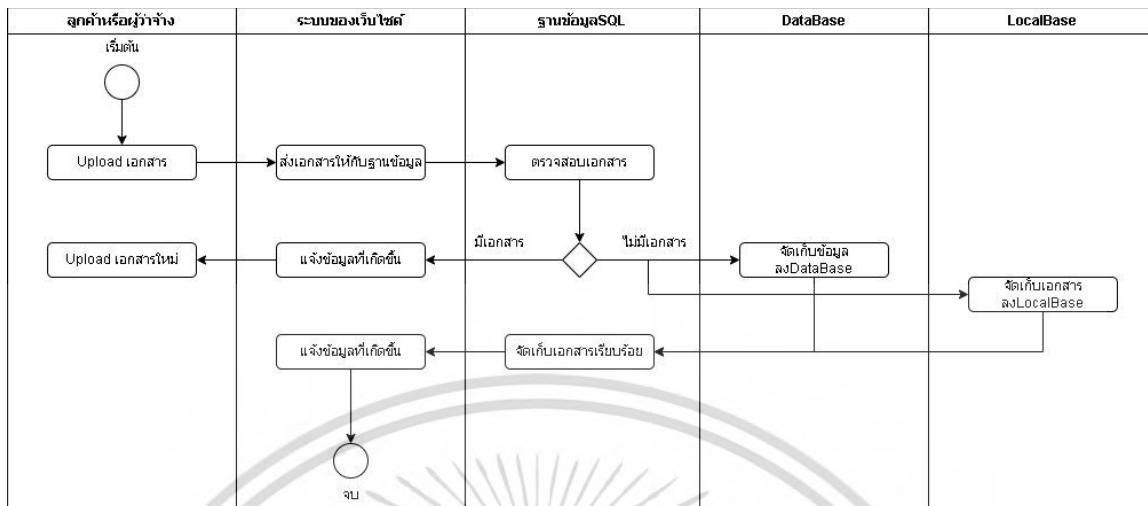 ลูกค้าหรือผู้ว่าจ้าง
ระบบของเว็บไซต์
ฐานข้อมูลSQL
DataBase
LocalBase
เริ่มต้น
Upload เอกสาร
ส่งเอกสารให้กับฐานข้อมูล
ตรวจสอบเอกสาร
มีเอกสาร
ไม่มีเอกสาร
Upload เอกสารใหม่
แจ้งข้อมูลที่เกิดขึ้น
จัดเก็บข้อมูล
ลงDataBase
จัดเก็บเอกสาร
ลงLocalBase
แจ้งข้อมูลที่เกิดขึ้น
จัดเก็บเอกสารเรียบร้อย
จบ